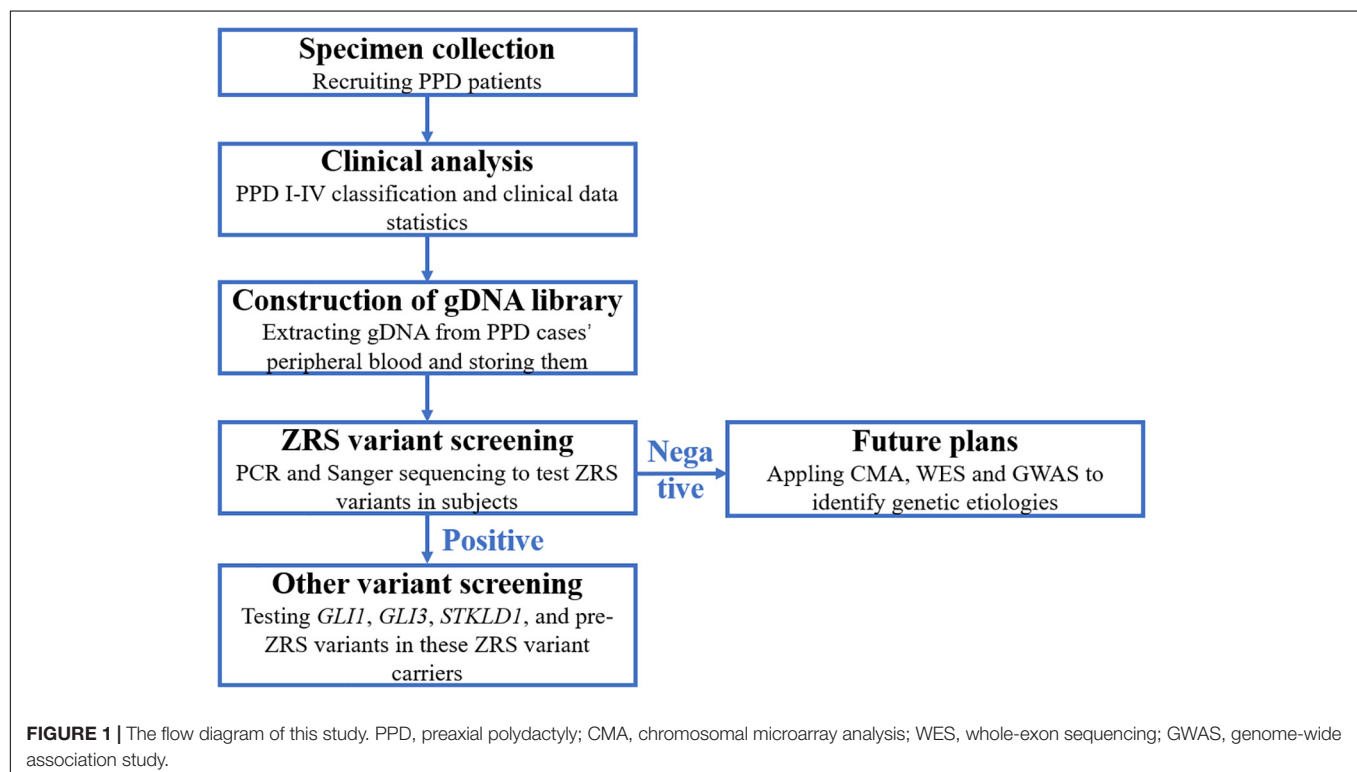 Specimen collection
Recruiting PPD patients
Clinical analysis
PPD I-IV classification and clinical data
statistics
Construction of gDNA library
Extracting gDNA from PPD cases’
peripheral blood and storing them
ZRS variant screening
PCR and Sanger sequencing to test ZRS
variants in subjects
Nega
tive
Future plans
Appling CMA, WES and GWAS to
identify genetic etiologies
Positive
Other variant screening
Testing GLI1, GLI3, STKLD1, and pre-
ZRS variants in these ZRS variant
carriers
FIGURE 1 | The flow diagram of this study. PPD, preaxial polydactyly; CMA, chromosomal microarray analysis; WES, whole-exon sequencing; GWAS, genome-wide
association study.